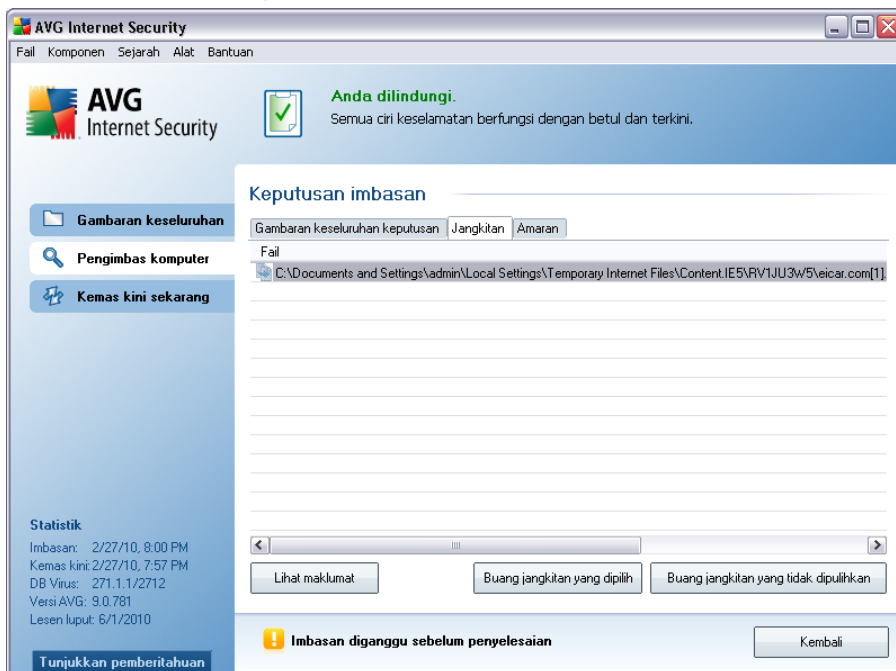 AVG Internet Security
Fail Komponen Sejarah Alat Bantuan
AVG
Internet Security
Anda dilindungi.
Semua ciri keselamatan berfungsi dengan betul dan terkini.
Gambaran keseluruhan
Pengimbas komputer
Kemas kini sekarang
Keputusan imbasan
Gambaran keseluruhan keputusan Jangkitan Amaran
Fail
C:\Documents and Settings\admin\Local Settings\Temporary Internet Files\Content.IE5\RV1JU3W5\eicar.com[1].
Statistik
Imbasan: 2/27/10, 8:00 PM
Kemas kini: 2/27/10, 7:57 PM
DB Virus: 271.1.1/2712
Versi AVG: 9.0.781
Lesen luput: 6/1/2010
Tunjukkan pemberitahuan
Lihat maklumat Buang jangkitan yang dipilih Buang jangkitan yang tidak dipulihkan
Imbasan diganggu sebelum penyelesaian Kembali